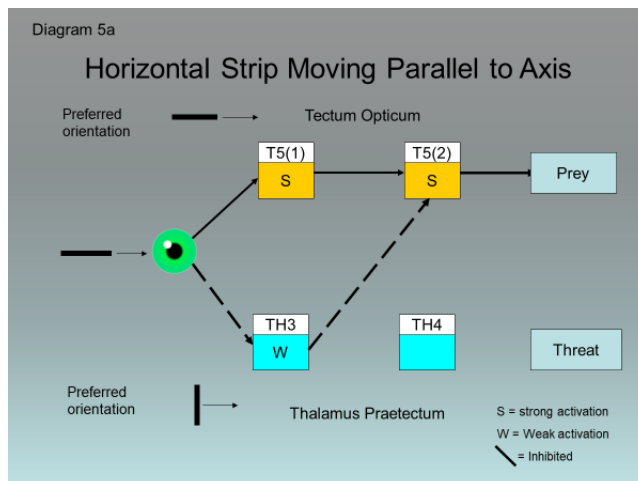 Diagram 5a
Horizontal Strip Moving Parallel to Axis
Preferred
orientation
Tectum Opticum
T5(1)
S
T5(2)
S
Prey
TH3
W
TH4
Threat
Preferred
orientation
Thalamus Praetectum
S = strong activation
W = Weak activation
= Inhibited